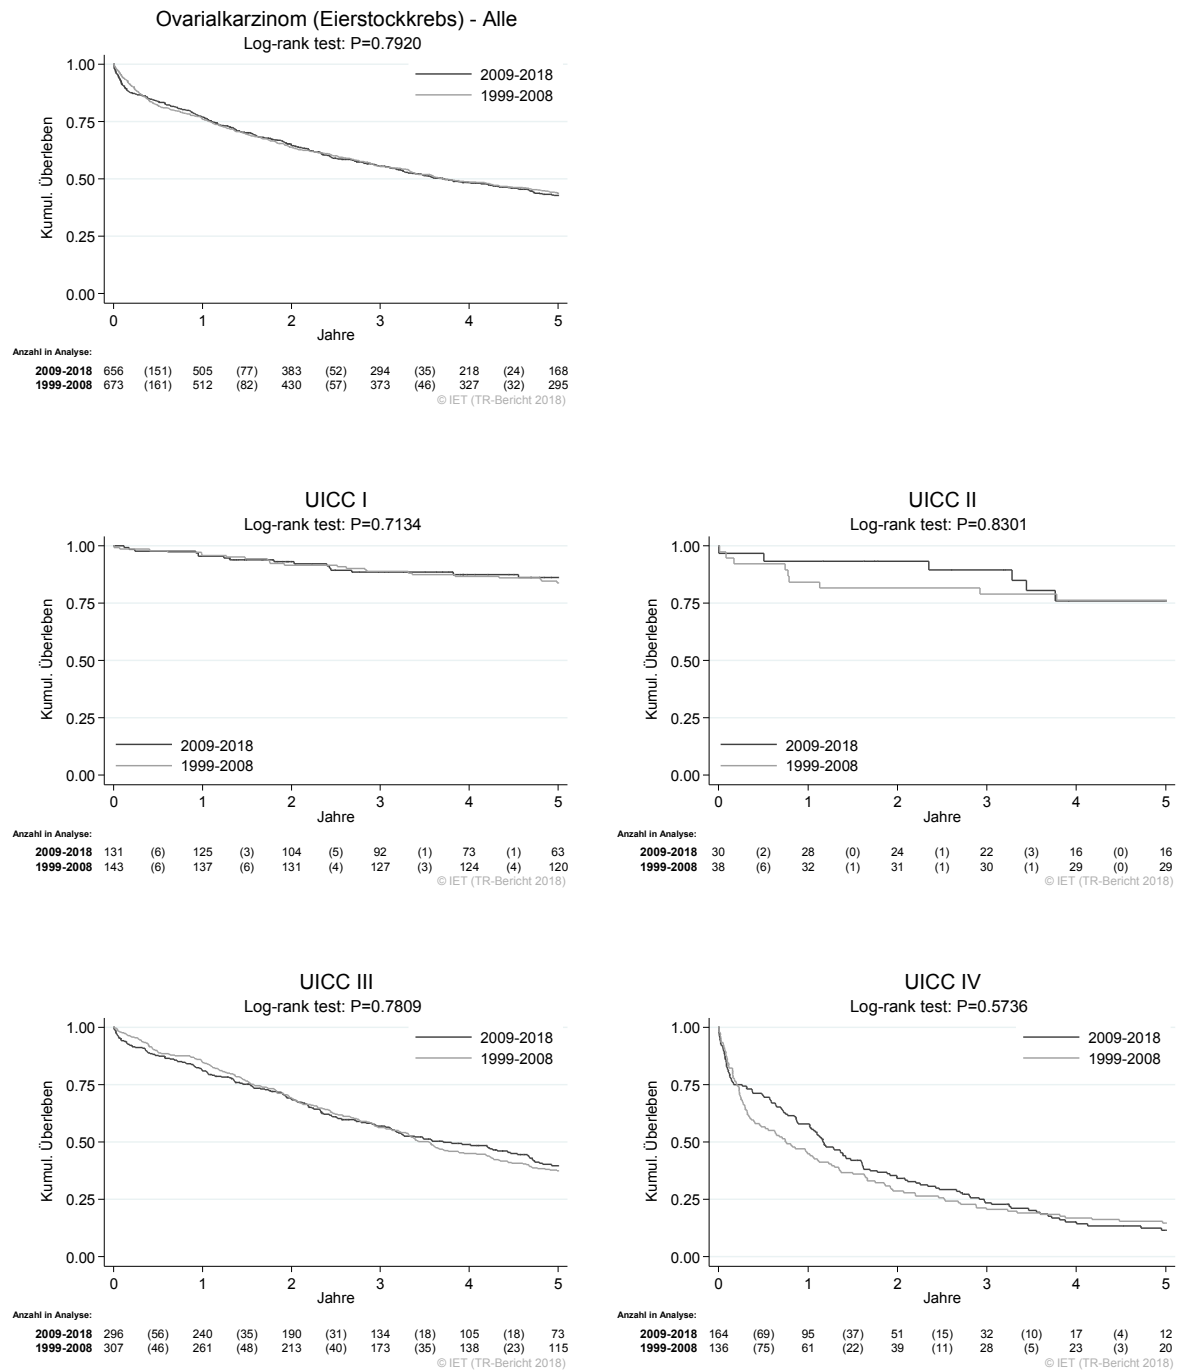 Ovarialkarzinom (Eierstockkrebs) - Alle
Log-rank test: P=0.7920
Kumul. Überleben
1.00
0.75
0.50
0.25
0.00
2009-2018
1999-2008
0 1 2 3 4 5
Jahre
Anzahl in Analyse:
2009-2018 656 (151) 505 (77) 383 (52) 294 (35) 218 (24) 168
1999-2008 673 (161) 512 (82) 430 (57) 373 (46) 327 (32) 295
© IET (TR-Bericht 2018)
UICC I
Log-rank test: P=0.7134
Kumul. Überleben
1.00
0.75
0.50
0.25
0.00
2009-2018
1999-2008
0 1 2 3 4 5
Jahre
Anzahl in Analyse:
2009-2018 131 (6) 125 (3) 104 (5) 92 (1) 73 (1) 63
1999-2008 143 (6) 137 (6) 131 (4) 127 (3) 124 (4) 120
© IET (TR-Bericht 2018)
UICC II
Log-rank test: P=0.8301
Kumul. Überleben
1.00
0.75
0.50
0.25
0.00
2009-2018
1999-2008
0 1 2 3 4 5
Jahre
Anzahl in Analyse:
2009-2018 30 (2) 28 (0) 24 (1) 22 (3) 16 (0) 16
1999-2008 38 (6) 32 (1) 31 (1) 30 (1) 29 (0) 29
© IET (TR-Bericht 2018)
UICC III
Log-rank test: P=0.7809
Kumul. Überleben
1.00
0.75
0.50
0.25
0.00
2009-2018
1999-2008
0 1 2 3 4 5
Jahre
Anzahl in Analyse:
2009-2018 296 (56) 240 (35) 190 (31) 134 (18) 105 (18) 73
1999-2008 307 (46) 261 (48) 213 (40) 173 (35) 138 (23) 115
© IET (TR-Bericht 2018)
UICC IV
Log-rank test: P=0.5736
Kumul. Überleben
1.00
0.75
0.50
0.25
0.00
2009-2018
1999-2008
0 1 2 3 4 5
Jahre
Anzahl in Analyse:
2009-2018 164 (69) 95 (37) 51 (15) 32 (10) 17 (4) 12
1999-2008 136 (75) 61 (22) 39 (11) 28 (5) 23 (3) 20
© IET (TR-Bericht 2018)